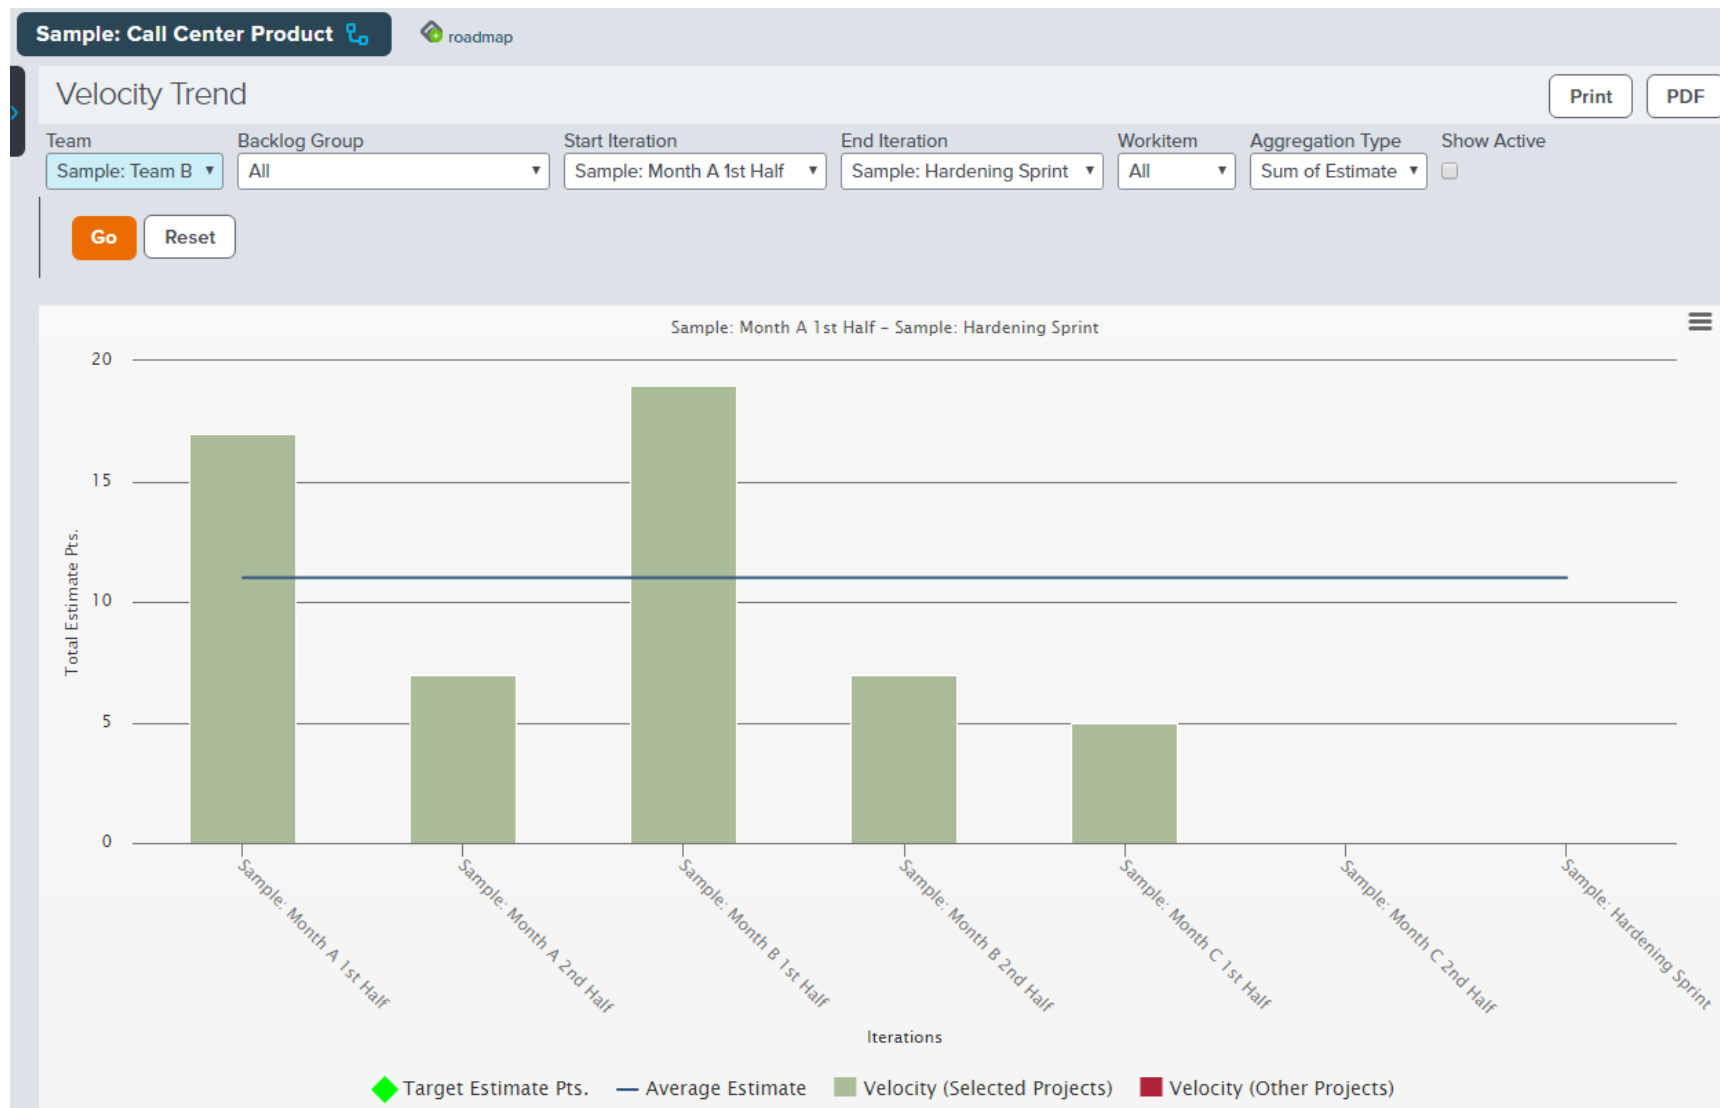 Sample: Call Center Product
roadmap
Velocity Trend
Print
PDF
Team
Backlog Group
Start Iteration
End Iteration
Workitem
Aggregation Type
Show Active
Sample: Team B
All
Sample: Month A 1st Half
Sample: Hardening Sprint
All
Sum of Estimate
Go
Reset
Sample: Month A 1st Half – Sample: Hardening Sprint
20
15
10
5
0
Total Estimate Pts.
Sample: Month A 1st Half
Sample: Month A 2nd Half
Sample: Month B 1st Half
Sample: Month B 2nd Half
Sample: Month C 1st Half
Sample: Month C 2nd Half
Sample: Hardening Sprint
Iterations
Target Estimate Pts.
Average Estimate
Velocity (Selected Projects)
Velocity (Other Projects)